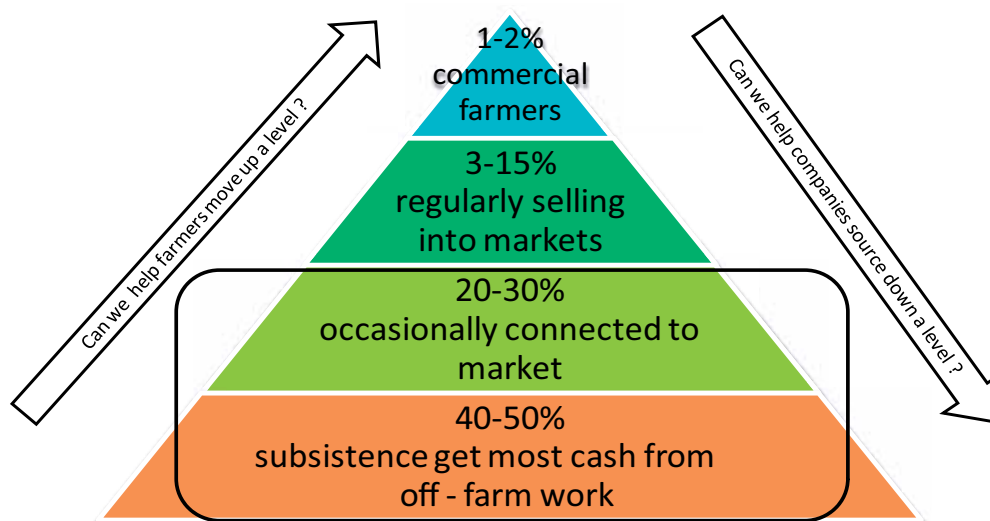 1-2%
commercial
farmers
3-15%
regularly selling
into markets
20-30%
occasionally connected to
market
40-50%
subsistence get most cash from
off - farm work
Can we help farmers move up a level ?
Can we help companies source down a level ?